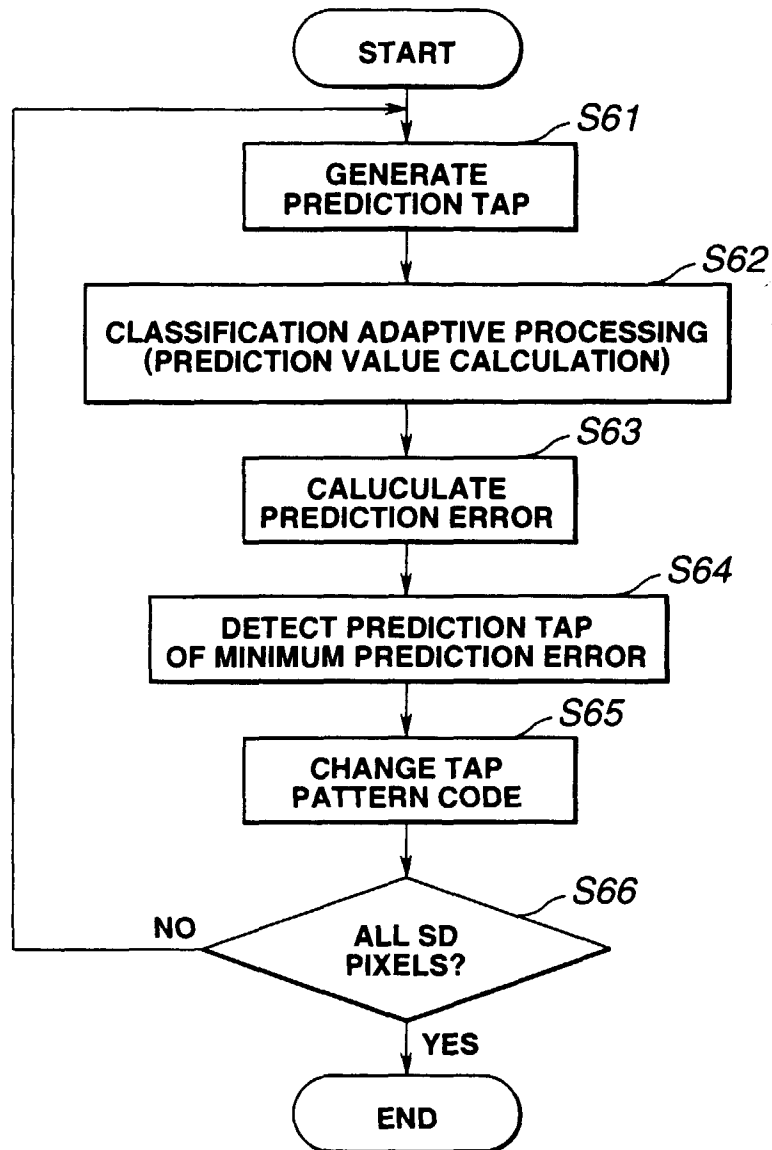 START
S61
GENERATE
PREDICTION TAP
S62
CLASSIFICATION ADAPTIVE PROCESSING
(PREDICTION VALUE CALCULATION)
S63
CALUCULATE
PREDICTION ERROR
S64
DETECT PREDICTION TAP
OF MINIMUM PREDICTION ERROR
S65
CHANGE TAP
PATTERN CODE
S66
NO
ALL SD
PIXELS?
YES
END